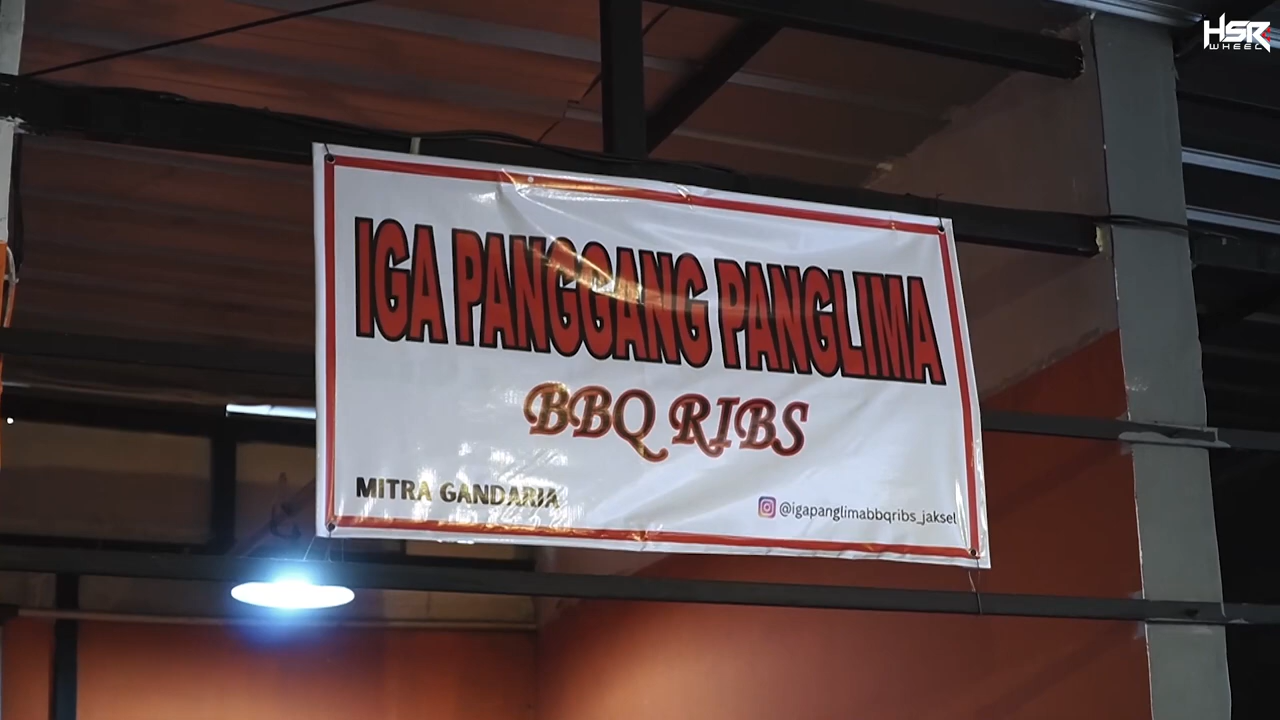 HSR
WHEEL
IGA PANGGANG PANGLIMA
BBQ RIBS
MITRA GANDARIA
@igapanglimabbqribs_jaksel